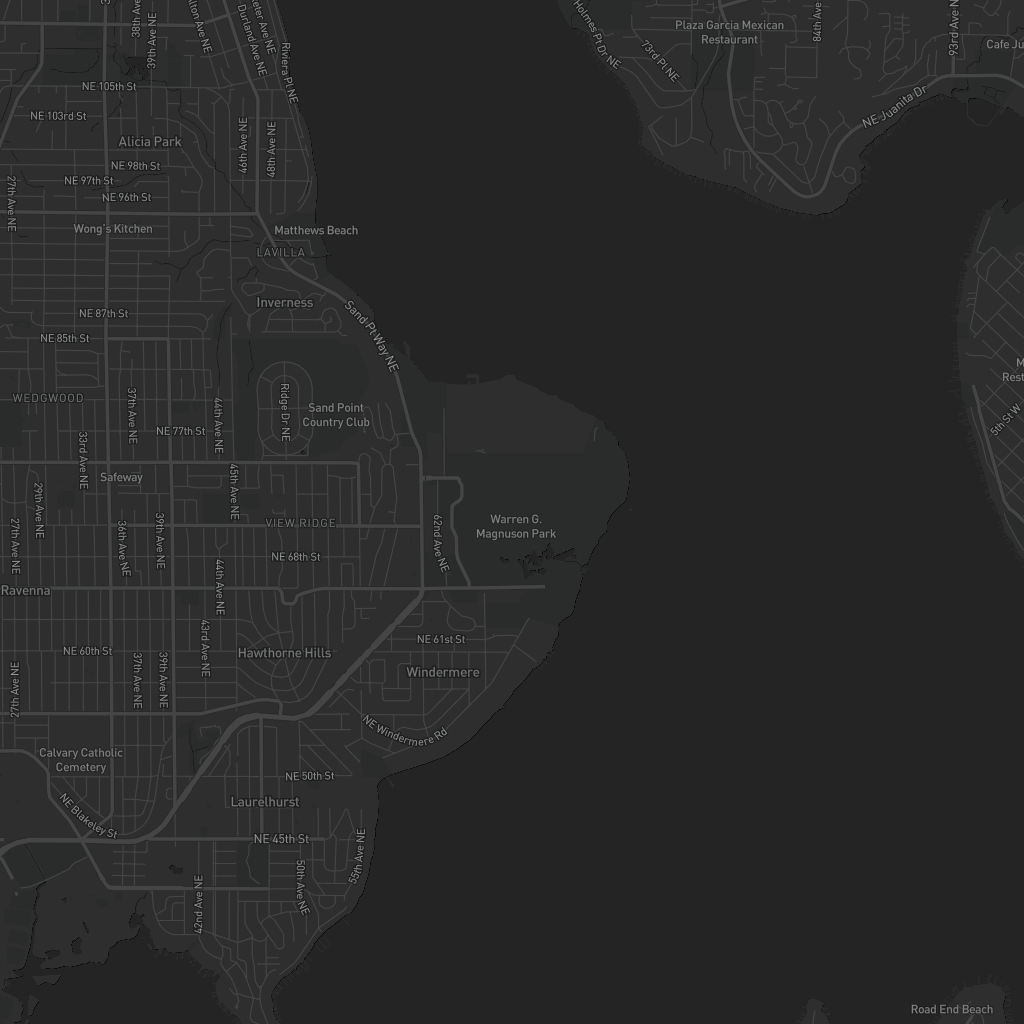 38th Ave
39th Ave NE
Durland Ave NE
Riviera Pl NE
Holmes Pt Dr NE
73rd Pl NE
Plaza Garcia Mexican
Restaurant
84th Ave
93rd Ave N
Cafe Ju
NE 105th St
NE 103rd St
NE Juanita Dr
Alicia Park
46th Ave NE
48th Ave NE
NE 98th St
NE 97th St
27th Ave NE
NE 96th St
Wong's Kitchen
Matthews Beach
LAVILLA
Inverness
NE 87th St
Sand Pt Way NE
NE 85th St
M
Rest
WEDGWOOD
37th Ave NE
Ridge Dr NE
44th Ave NE
Sand Point
Country Club
5th St W
NE 77th St
33rd Ave NE
Safeway
45th Ave NE
29th Ave NE
VIEW RIDGE
Warren G.
Magnuson Park
27th Ave NE
36th Ave NE
39th Ave NE
62nd Ave NE
NE 68th St
44th Ave NE
Ravenna
NE 61st St
43rd Ave NE
NE 60th St
Hawthorne Hills
Windermere
27th Ave NE
37th Ave NE
39th Ave NE
NE Windermere Rd
Calvary Catholic
Cemetery
NE 50th St
Laurelhurst
NE Blakeley St
NE 45th St
55th Ave NE
50th Ave NE
42nd Ave NE
Road End Beach